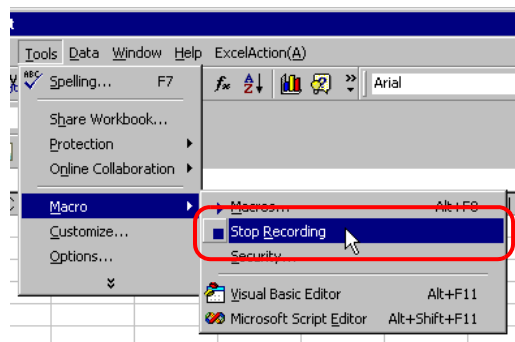 Tools Data Window Help ExcelAction(A)
ABC Spelling... F7
Arial
Share Workbook...
Protection
Online Collaboration
Macro
Macros... Alt+F8
Customize...
Stop Recording
Options...
Security...
Visual Basic Editor Alt+F11
Microsoft Script Editor Alt+Shift+F11